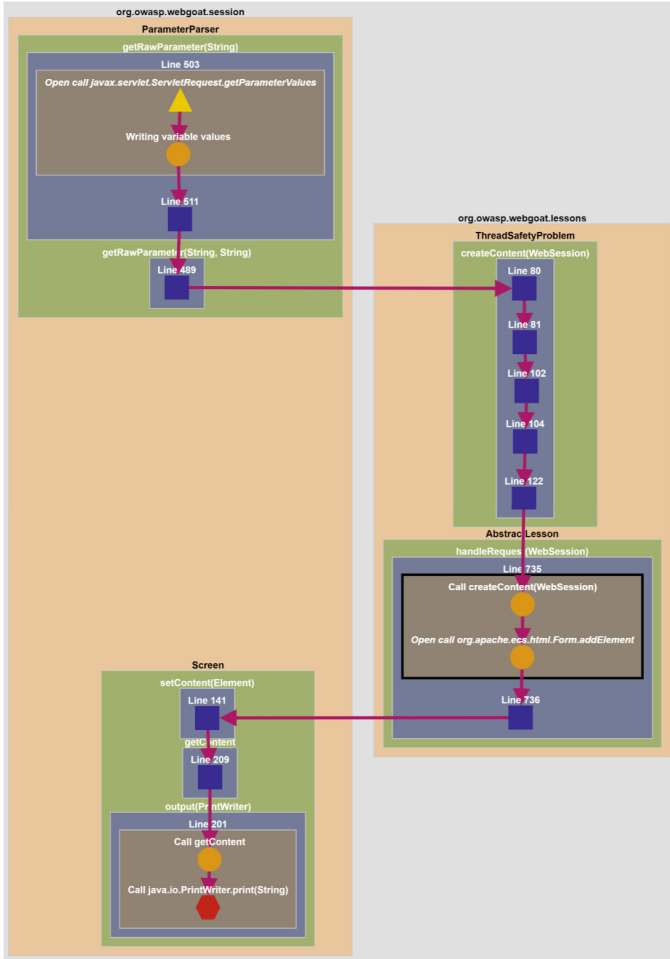 org.owasp.webgoat.session
ParameterParser
getRawParameter(String)
Line 503
Open call javax.servlet.ServletRequest.getParameterValues
Writing variable values
Line 511
getRawParameter(String, String)
Line 489
org.owasp.webgoat.lessons
ThreadSafetyProblem
createContent(WebSession)
Line 80
Line 81
Line 102
Line 104
Line 122
AbstractLesson
handleRequest(WebSession)
Line 735
Call createContent(WebSession)
Open call org.apache.ecs.html.Form.addElement
Line 736
Screen
setContent(Element)
Line 141
getContent
Line 209
output(PrintWriter)
Line 201
Call getContent
Call java.io.PrintWriter.print(String)